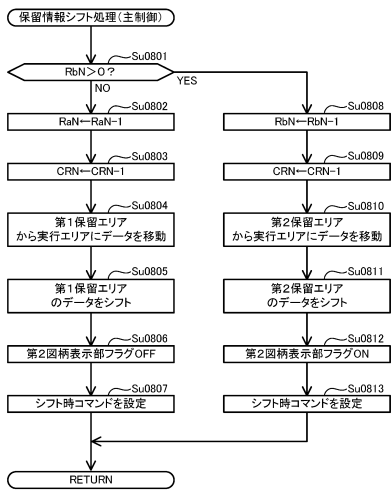 保留情報シフト処理(主制御)
Su0801
RbN>0?
NO
YES
Su0802
RaN←RaN-1
Su0803
CRN←CRN-1
Su0804
第1保留エリア
から実行エリアにデータを移動
Su0805
第1保留エリア
のデータをシフト
Su0806
第2図柄表示部フラグOFF
Su0807
シフト時コマンドを設定
Su0808
RbN←RbN-1
Su0809
CRN←CRN-1
Su0810
第2保留エリア
から実行エリアにデータを移動
Su0811
第2保留エリア
のデータをシフト
Su0812
第2図柄表示部フラグON
Su0813
シフト時コマンドを設定
RETURN